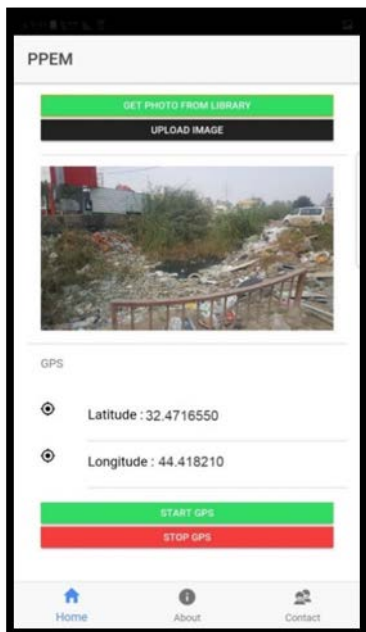 PPEM
GET PHOTO FROM LIBRARY
UPLOAD IMAGE
GPS
Latitude : 32.4716550
Longitude : 44.418210
START GPS
STOP GPS
Home About Contact